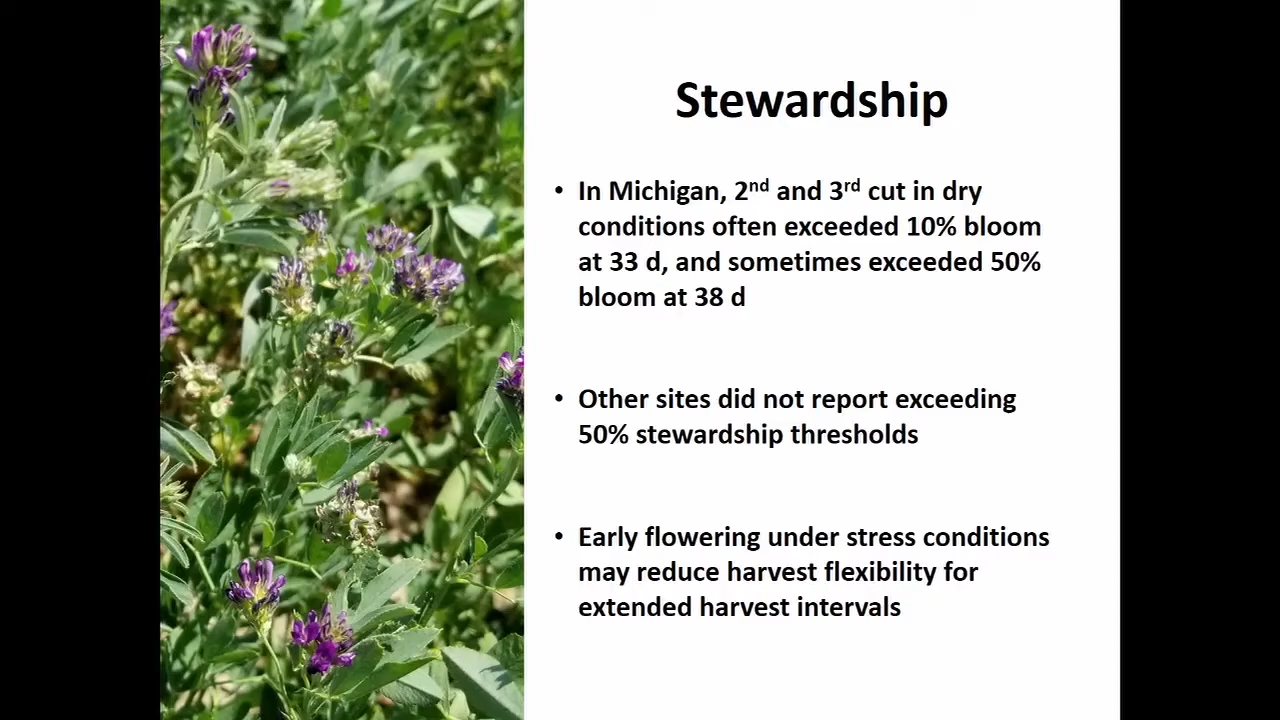 Stewardship
• In Michigan, 2nd and 3rd cut in dry
conditions often exceeded 10% bloom
at 33 d, and sometimes exceeded 50%
bloom at 38 d
• Other sites did not report exceeding
50% stewardship thresholds
• Early flowering under stress conditions
may reduce harvest flexibility for
extended harvest intervals